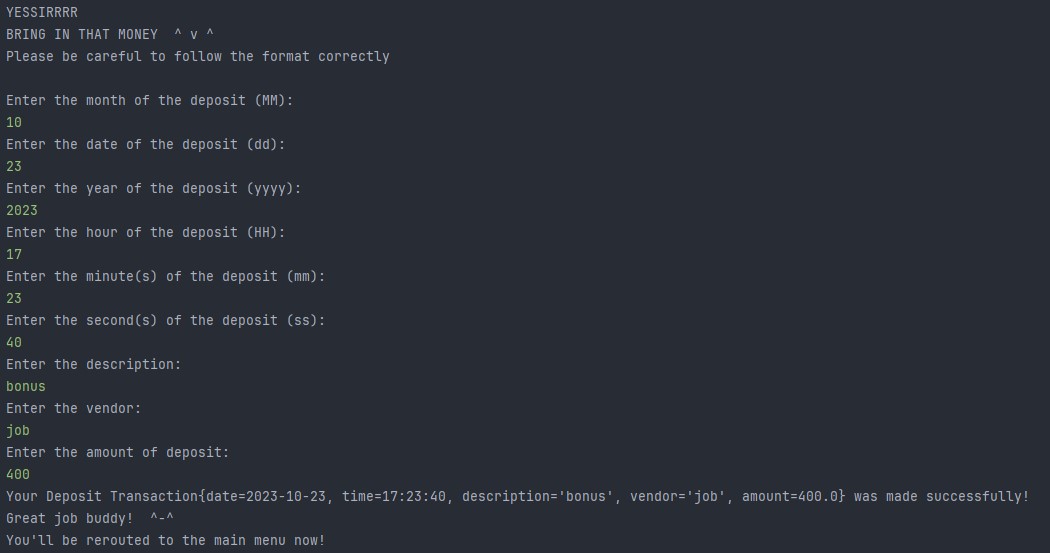 YESSIRRRR
BRING IN THAT MONEY  ^ v ^
Please be careful to follow the format correctly
Enter the month of the deposit (MM):
10
Enter the date of the deposit (dd):
23
Enter the year of the deposit (yyyy):
2023
Enter the hour of the deposit (HH):
17
Enter the minute(s) of the deposit (mm):
23
Enter the second(s) of the deposit (ss):
40
Enter the description:
bonus
Enter the vendor:
job
Enter the amount of deposit:
400
Your Deposit Transaction{date=2023-10-23, time=17:23:40, description='bonus', vendor='job', amount=400.0} was made successfully!
Great job buddy!  ^-^
You'll be rerouted to the main menu now!